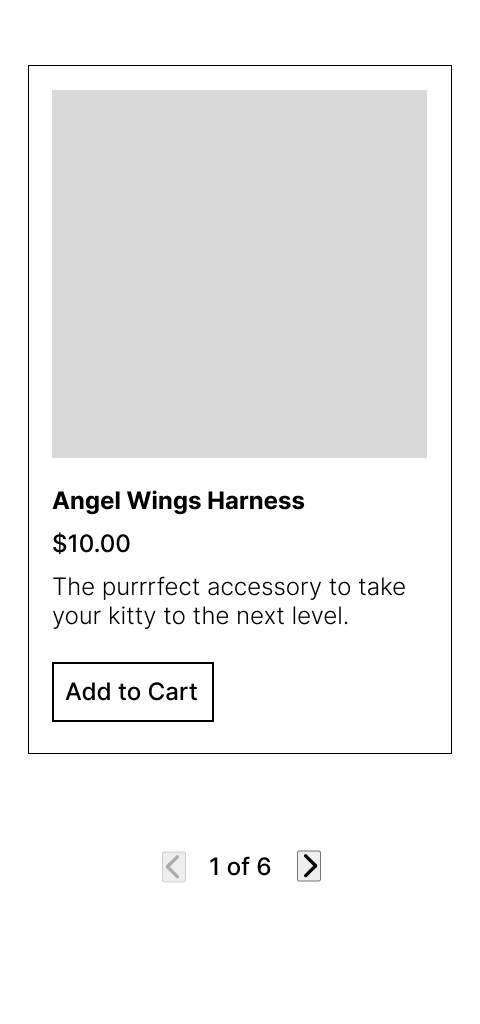 Angel Wings Harness
$10.00
The purrrfect accessory to take
your kitty to the next level.
Add to Cart
1 of 6